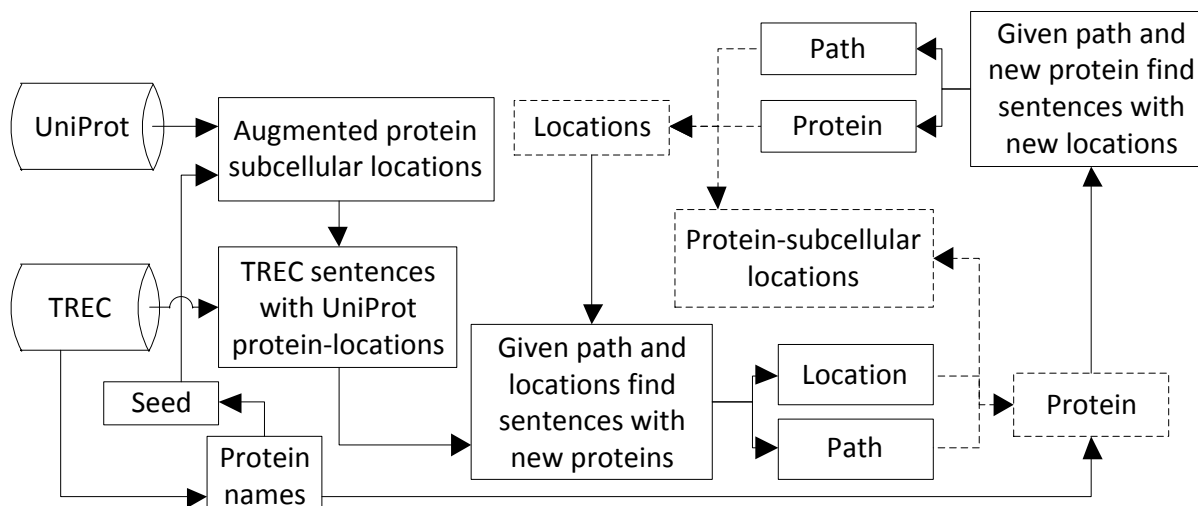 UniProt
Augmented protein
subcellular locations
TREC
TREC sentences
with UniProt
protein-locations
Seed
Protein
names
Locations
Path
Protein
Given path and
new protein find
sentences with
new locations
Protein-subcellular
locations
Given path and
locations find
sentences with
new proteins
Location
Path
Protein